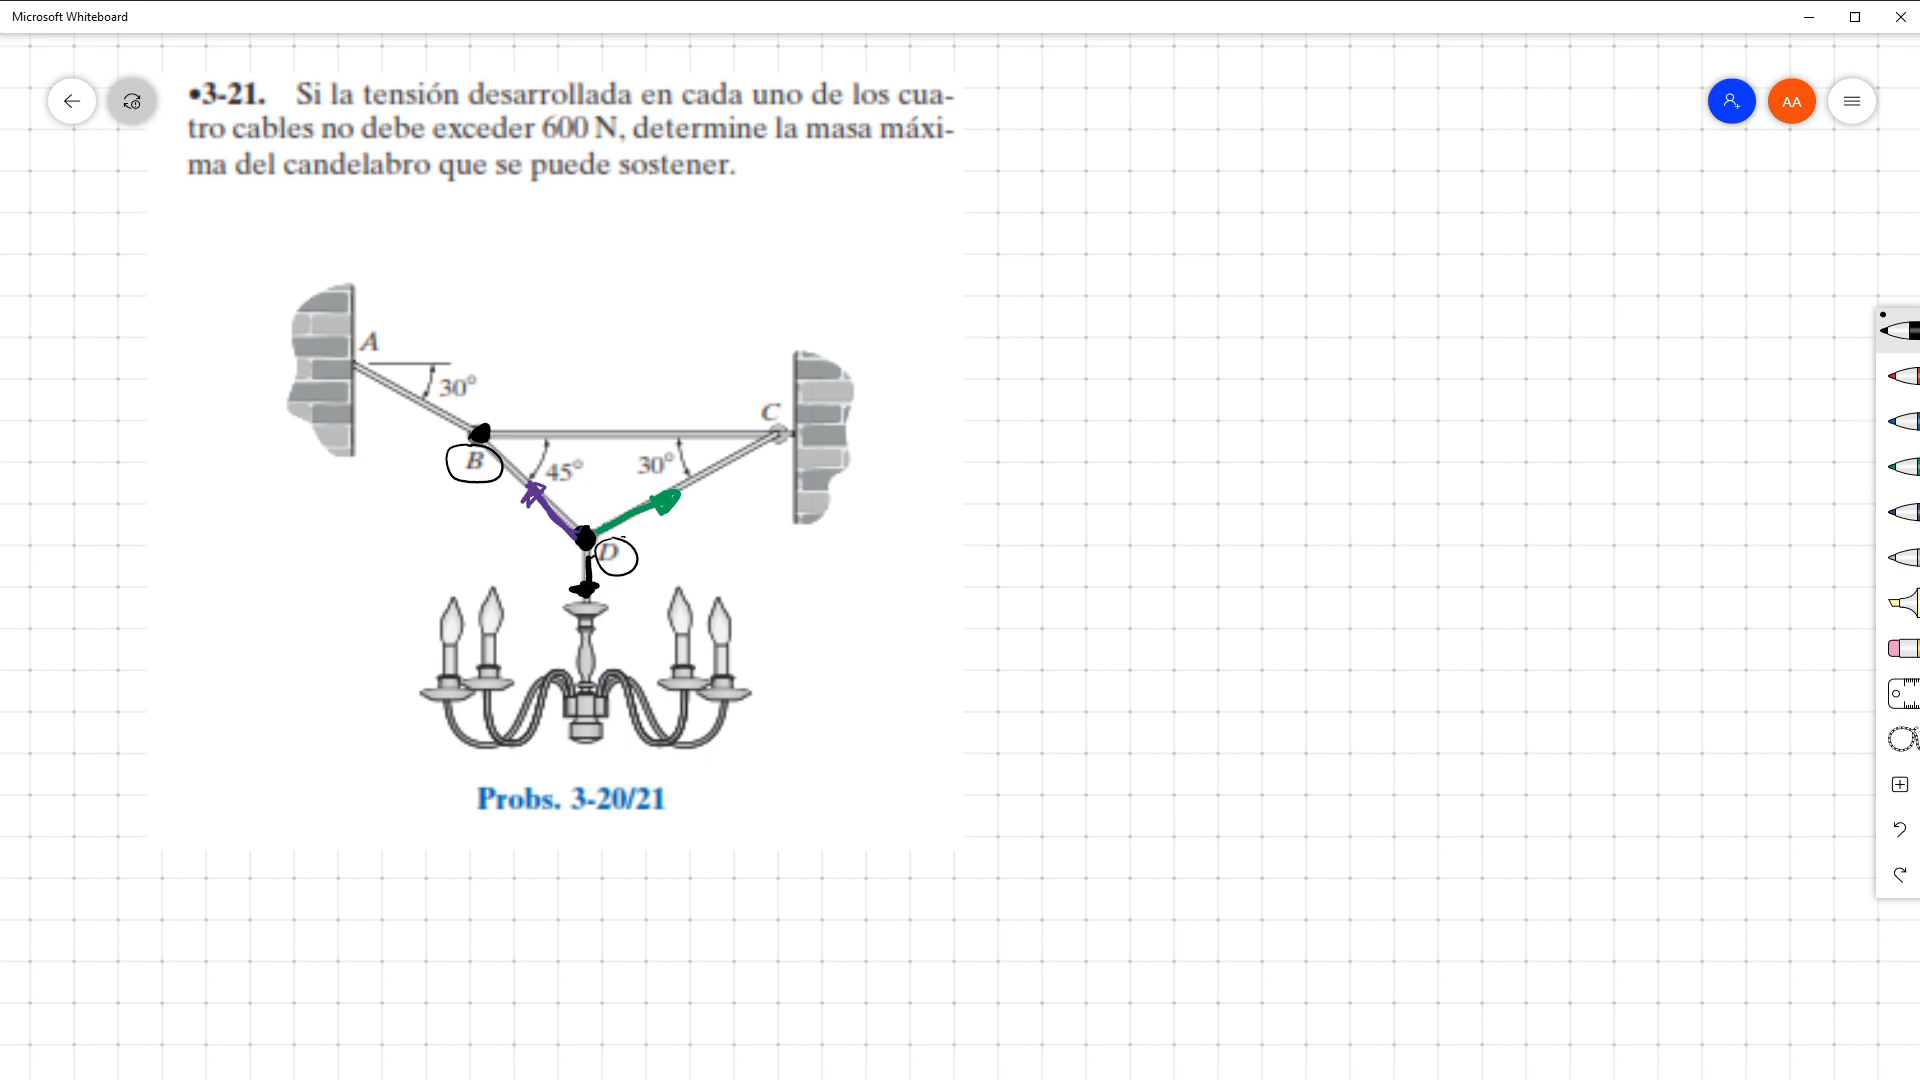 Microsoft Whiteboard
AA
•3-21. Si la tensión desarrollada en cada uno de los cua-
tro cables no debe exceder 600 N, determine la masa máxi-
ma del candelabro que se puede sostener.
A
30°
C
B
45°
30°
D
Probs. 3-20/21